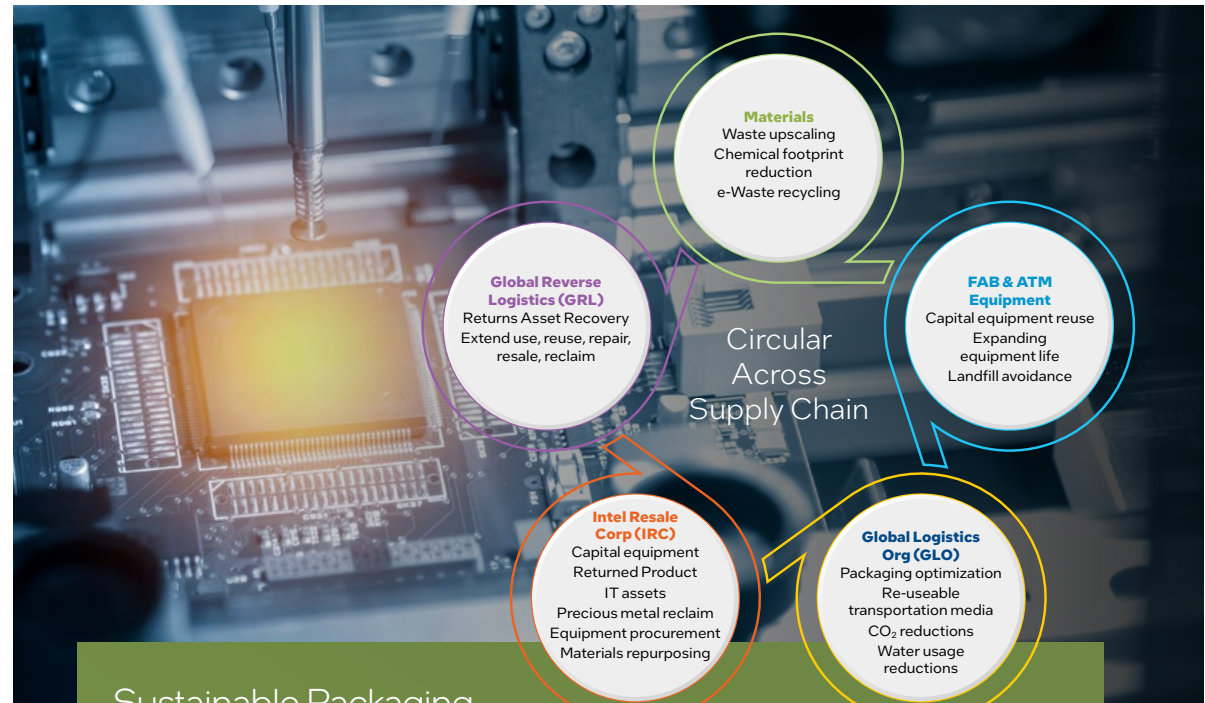 Materials
Waste upscaling
Chemical footprint
reduction
e-Waste recycling
Global Reverse
Logistics (GRL)
Returns Asset Recovery
Extend use, reuse, repair,
resale, reclaim
FAB & ATM
Equipment
Capital equipment reuse
Expanding
equipment life
Landfill avoidance
Circular
Across
Supply Chain
Intel Resale
Corp (IRC)
Capital equipment
Returned Product
IT assets
Precious metal reclaim
Equipment procurement
Materials repurposing
Global Logistics
Org (GLO)
Packaging optimization
Re-useable
transportation media
CO₂ reductions
Water usage
reductions
Sustainable Packaging